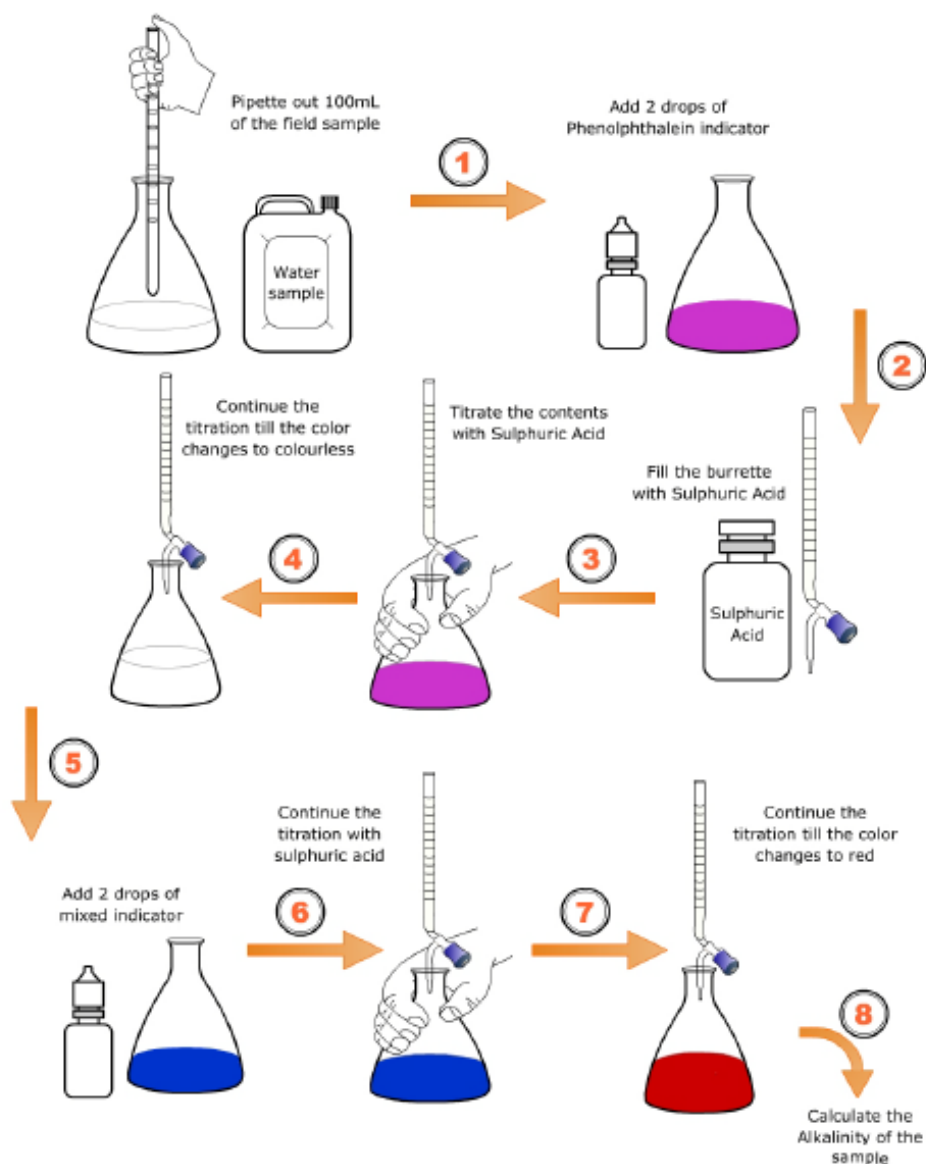 Pipette out 100mL
of the field sample
Water
sample
1
Add 2 drops of
Phenolphthalein indicator
2
Fill the burrette
with Sulphuric Acid
Sulphuric
Acid
3
Titrate the contents
with Sulphuric Acid
4
Continue the
titration till the color
changes to colourless
5
Add 2 drops of
mixed indicator
6
Continue the
titration with
sulphuric acid
7
Continue the
titration till the color
changes to red
8
Calculate the
Alkalinity of the
sample